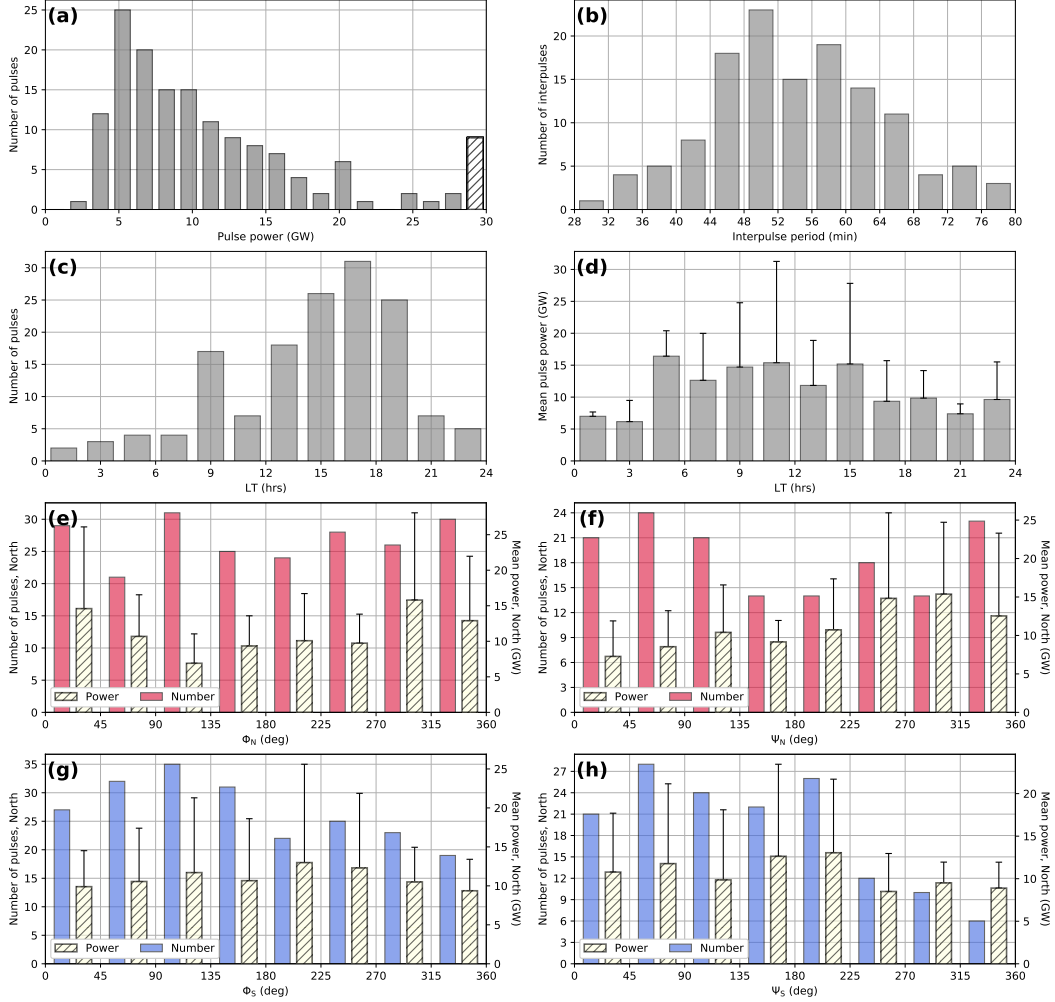 (a)
Number of pulses
25
20
15
10
5
0
5 10 15 20 25 30
Pulse power (GW)
(b)
Number of interpulses
20
15
10
5
0
28 32 36 40 44 48 52 56 60 64 68 72 76 80
Interpulse period (min)
(c)
Number of pulses
30
25
20
15
10
5
0
3 6 9 12 15 18 21 24
LT (hrs)
(d)
Mean pulse power (GW)
30
25
20
15
10
5
0
0 3 6 9 12 15 18 21 24
LT (hrs)
(e)
Number of pulses, North
30
25
20
15
10
5
0
Power Number
0 45 90 135 180 225 270 315 360
Φ_N (deg)
25
20
15
10
5
0
Mean power, North (GW)
(f)
Number of pulses, North
24
21
18
15
12
9
6
3
0
Power Number
0 45 90 135 180 225 270 315 360
Ψ_N (deg)
25
20
15
10
5
0
Mean power, North (GW)
(g)
Number of pulses, North
35
30
25
20
15
10
5
0
Power Number
0 45 90 135 180 225 270 315 360
Φ_S (deg)
25
20
15
10
5
0
Mean power, North (GW)
(h)
Number of pulses, North
27
24
21
18
15
12
9
6
3
0
Power Number
0 45 90 135 180 225 270 315 360
Ψ_S (deg)
20
15
10
5
0
Mean power, North (GW)